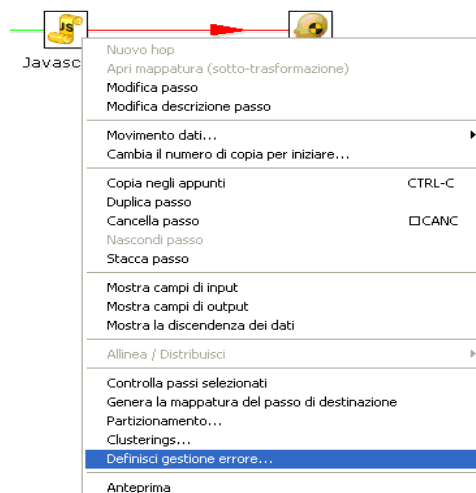 JS
Javasc
Nuovo hop
Apri mappatura (sotto-trasformazione)
Modifica passo
Modifica descrizione passo
Movimento dati...
Cambia il numero di copia per iniziare...
Copia negli appunti CTRL-C
Duplica passo
Cancella passo □CANC
Nascondi passo
Stacca passo
Mostra campi di input
Mostra campi di output
Mostra la discendenza dei dati
Allinea / Distribuisci
Controlla passi selezionati
Genera la mappatura del passo di destinazione
Partizionamento...
Clusterings...
Definisci gestione errore...
Anteprima